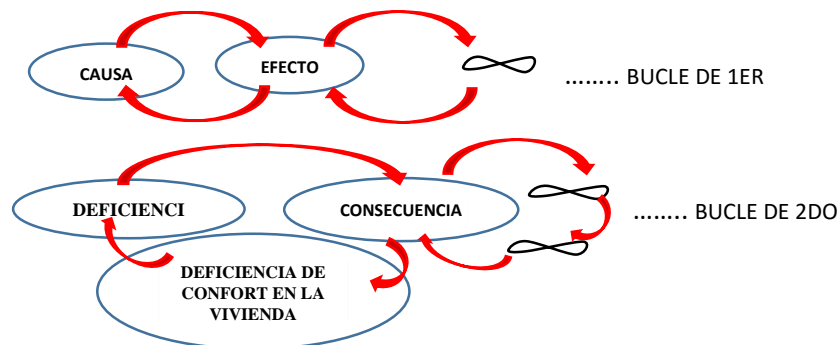 CAUSA
EFECTO
…….. BUCLE DE 1ER
DEFICIENCI
CONSECUENCIA
…….. BUCLE DE 2DO
DEFICIENCIA DE
CONFORT EN LA
VIVIENDA